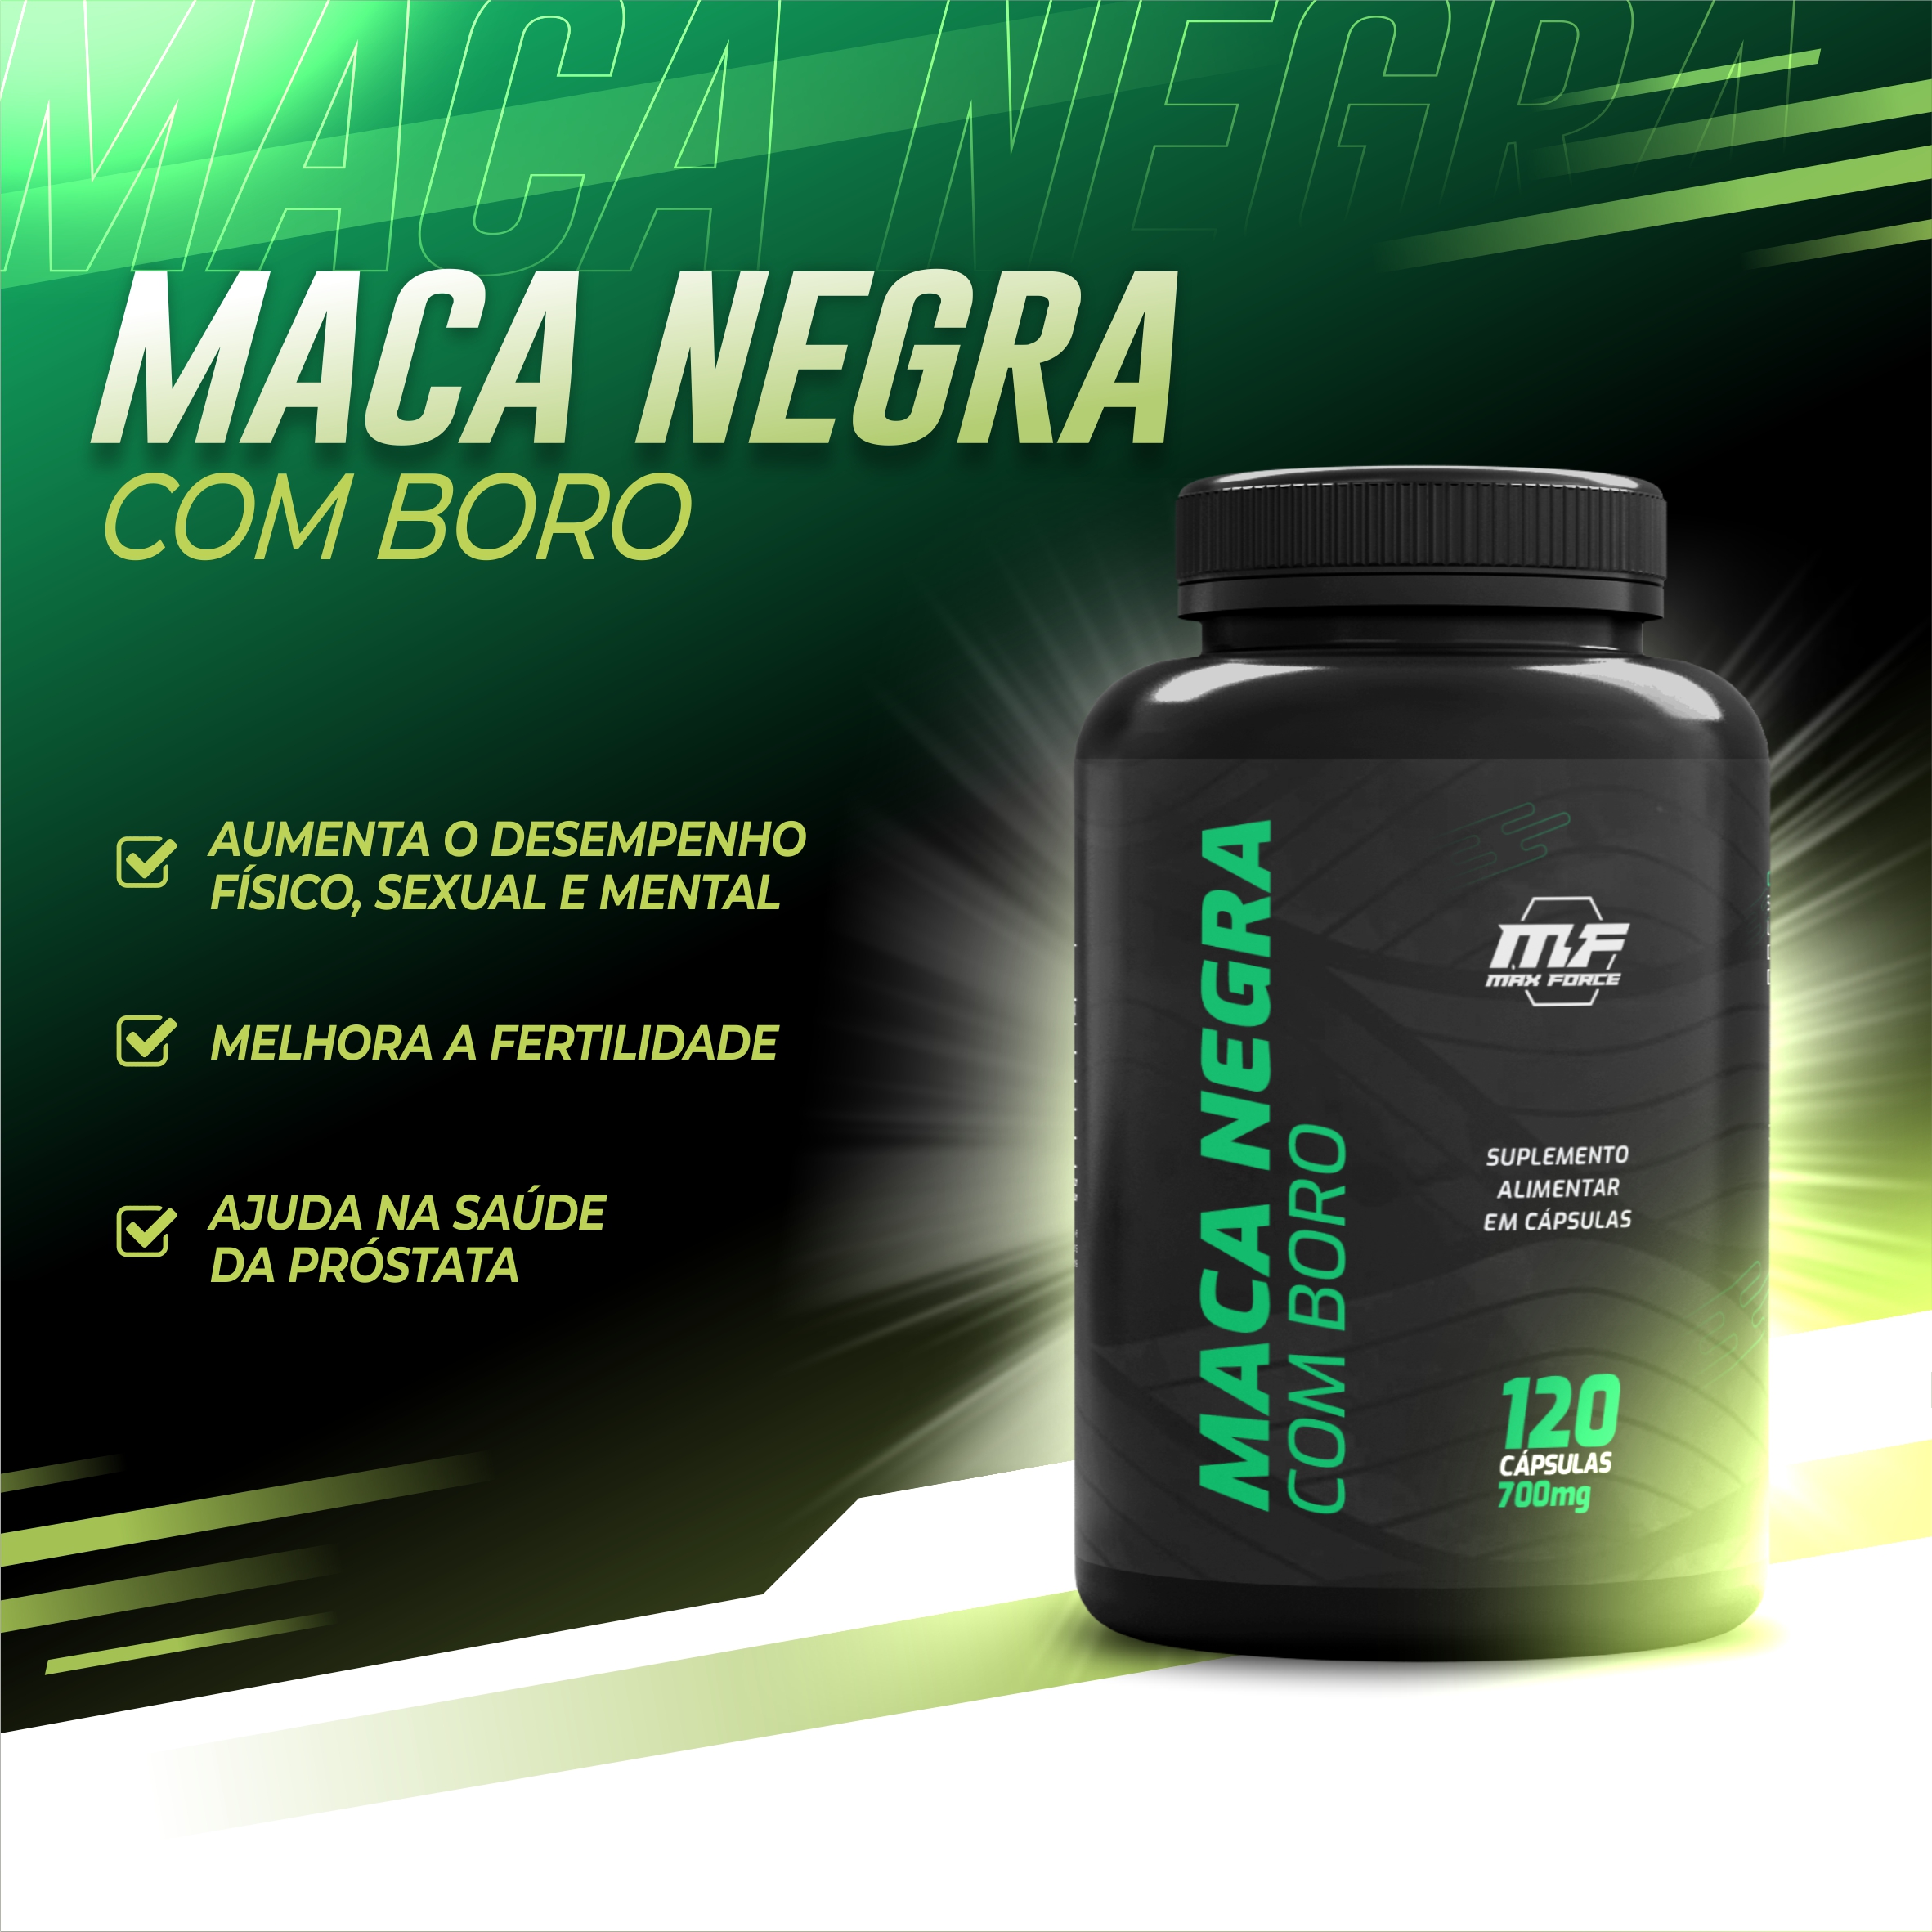 MACA NEGRA
MACA NEGRA
COM BORO
AUMENTA O DESEMPENHO
FÍSICO, SEXUAL E MENTAL
MELHORA A FERTILIDADE
AJUDA NA SAÚDE
DA PRÓSTATA
MACA NEGRA
COM BORO
MF
MAX FORCE
SUPLEMENTO
ALIMENTAR
EM CÁPSULAS
120
CÁPSULAS
700mg